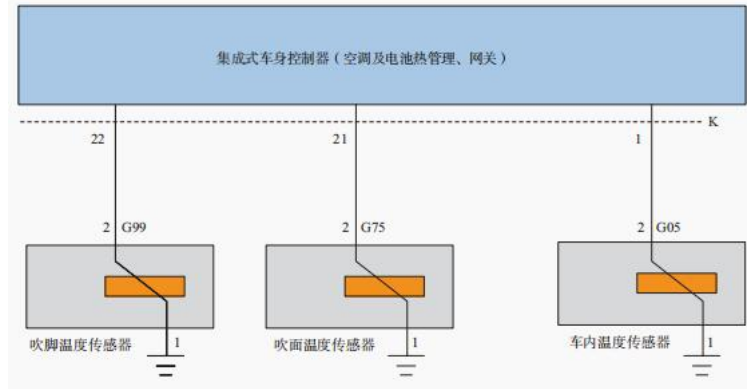 集成式车身控制器（空调及电池热管理、网关）
K
22 21 1
2 G99 2 G75 2 G05
吹脚温度传感器 1 吹面温度传感器 1 车内温度传感器 1